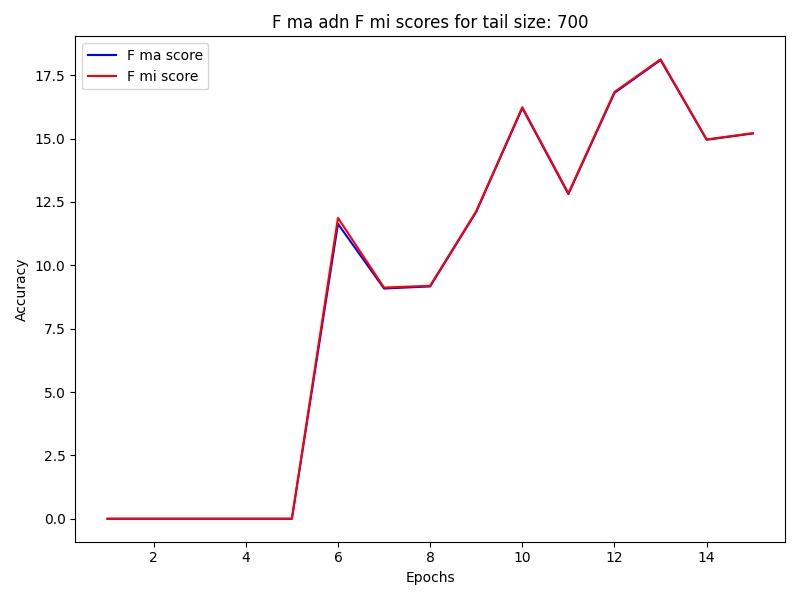 F ma adn F mi scores for tail size: 700
F ma score
F mi score
17.5
15.0
12.5
10.0
7.5
5.0
2.5
0.0
Accuracy
2 4 6 8 10 12 14
Epochs